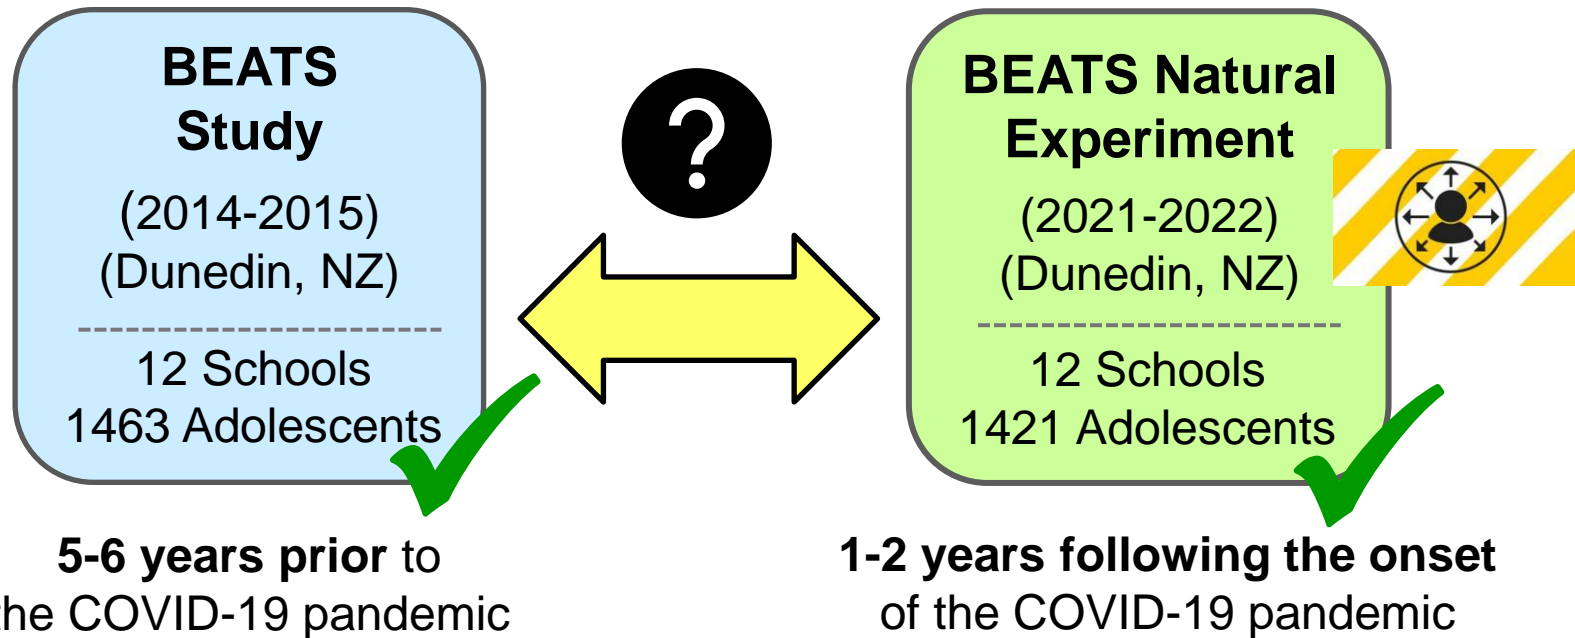 BEATS
Study
(2014-2015)
(Dunedin, NZ)
12 Schools
1463 Adolescents
5-6 years prior to
the COVID-19 pandemic
?
BEATS Natural
Experiment
(2021-2022)
(Dunedin, NZ)
12 Schools
1421 Adolescents
1-2 years following the onset
of the COVID-19 pandemic